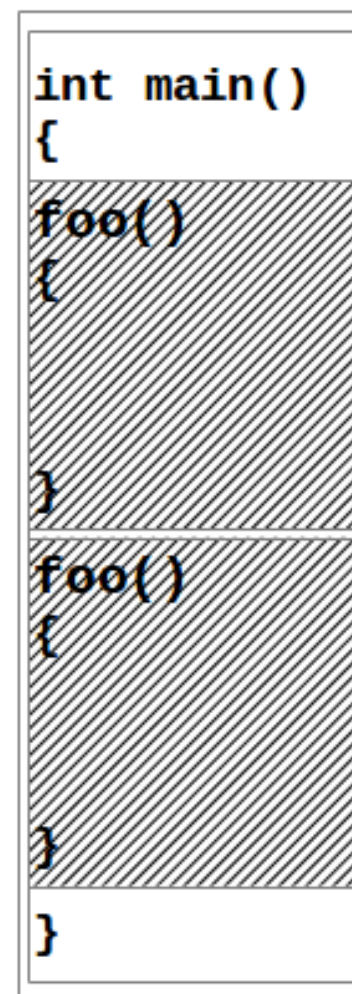 int main()
{
foo()
{
}
foo()
{
}
}